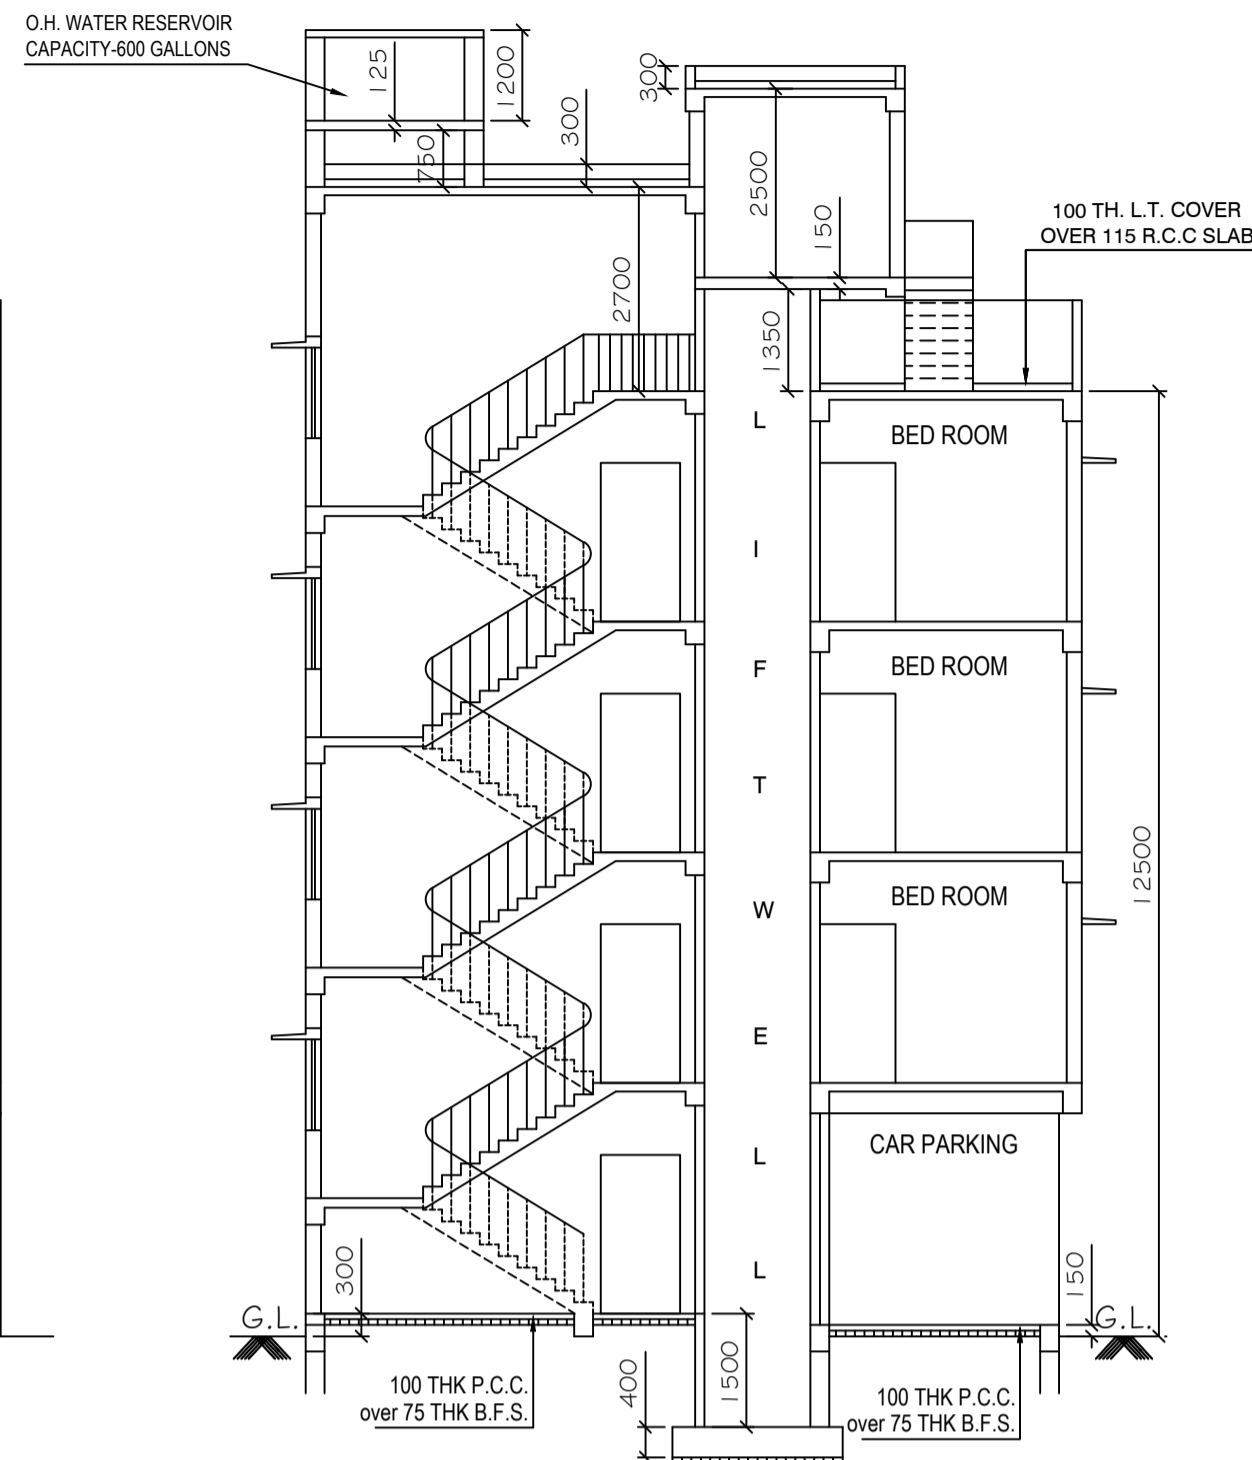 O.H. WATER RESERVOIR
CAPACITY-600 GALLONS
125
1200
300
750
300
2500
150
100 TH. L.T. COVER
OVER 115 R.C.C SLAB
2700
1350
L
I
F
T
W
E
L
L
BED ROOM
BED ROOM
BED ROOM
12500
CAR PARKING
300
150
G.L.
G.L.
1500
400
100 THK P.C.C.
over 75 THK B.F.S.
100 THK P.C.C.
over 75 THK B.F.S.